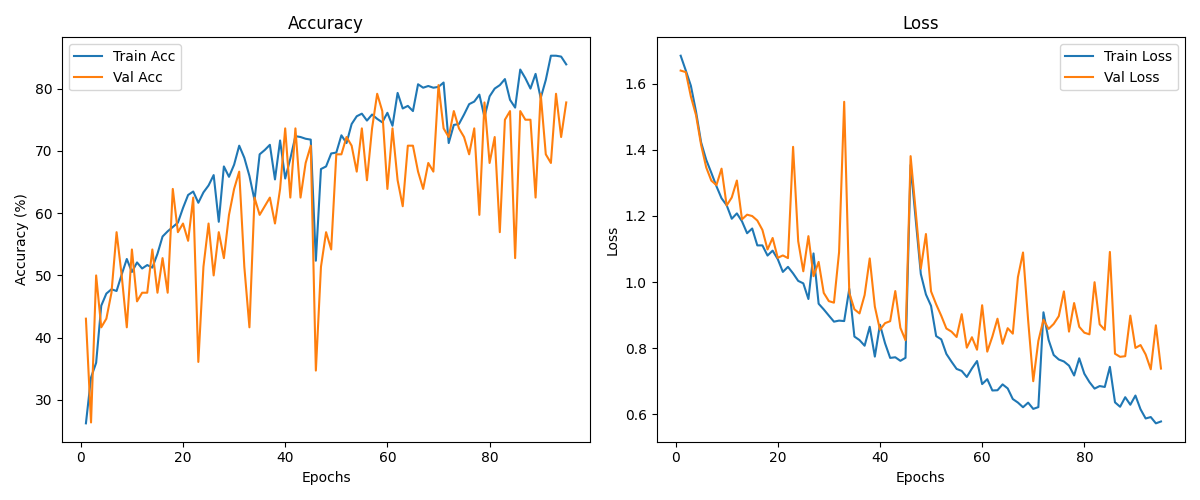 Accuracy
Train Acc
Val Acc
Accuracy (%)
80
70
60
50
40
30
0 20 40 60 80
Epochs
Loss
Train Loss
Val Loss
Loss
1.6
1.4
1.2
1.0
0.8
0.6
0 20 40 60 80
Epochs